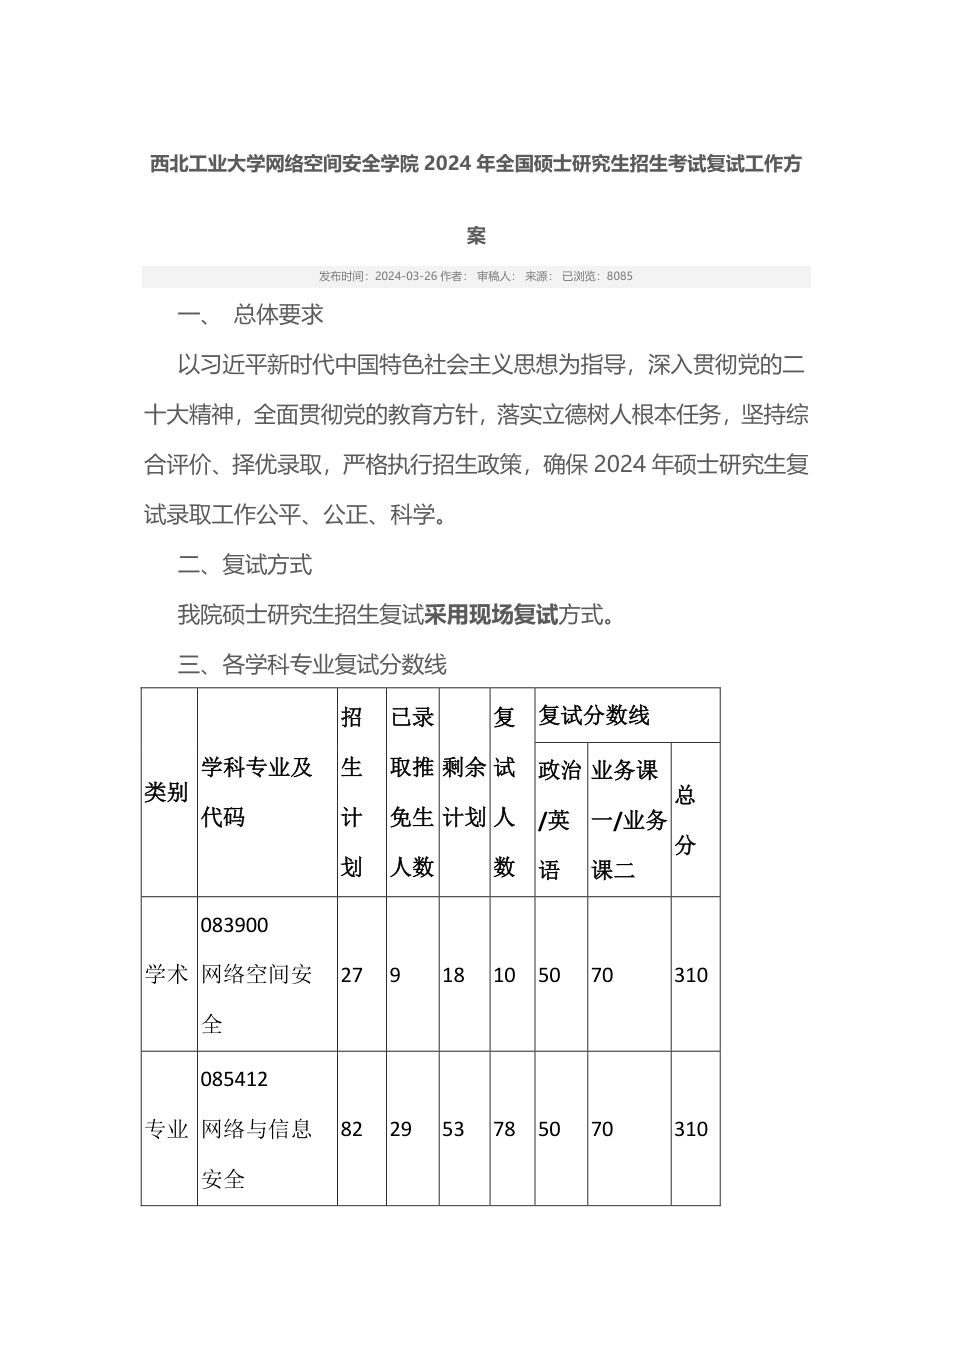 西北工业大学网络空间安全学院 2024 年全国硕士研究生招生考试复试工作方
案
发布时间：2024-03-26 作者： 审稿人： 来源： 已浏览：8085
一、 总体要求
以习近平新时代中国特色社会主义思想为指导，深入贯彻党的二
十大精神，全面贯彻党的教育方针，落实立德树人根本任务，坚持综
合评价、择优录取，严格执行招生政策，确保 2024 年硕士研究生复
试录取工作公平、公正、科学。
二、复试方式
我院硕士研究生招生复试采用现场复试方式。
三、各学科专业复试分数线
类别
学科专业及
代码
招
生
计
划
已录
取推
免生
人数
剩余
计划
复
试
人
数
复试分数线
政治
/英
语
业务课
一/业务
课二
总
分
学术
083900
网络空间安
全
27
9
18
10
50
70
310
专业
085412
网络与信息
安全
82
29
53
78
50
70
310